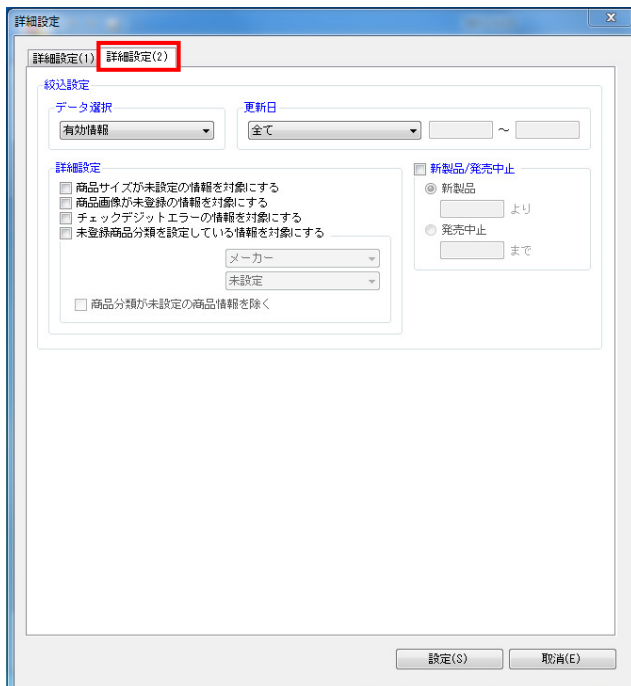 詳細設定
詳細設定(1) 詳細設定(2)
絞込設定
データ選択 更新日
有効情報 全て ～
詳細設定 新製品/発売中止
商品サイズが未設定の情報を対象にする 新製品
商品画像が未登録の情報を対象にする より
チェックデジットエラーの情報を対象にする
未登録商品分類を設定している情報を対象にする 発売中止
メーカー まで
未設定
商品分類が未設定の商品情報を除く
設定(S) 取消(E)